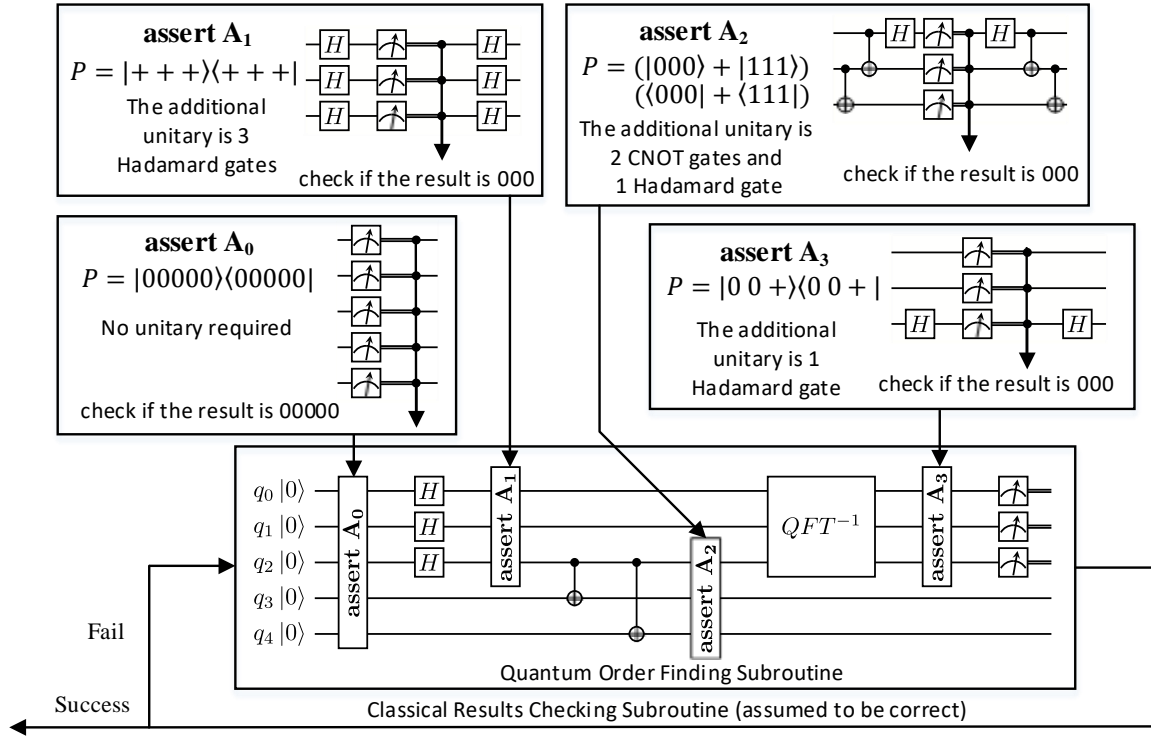 assert A₁
P = |+ + +⟩⟨+ + +|
The additional
unitary is 3
Hadamard gates
H
H
H
H
H
H
check if the result is 000
assert A₂
P = (|000⟩ + |111⟩)
(⟨000| + ⟨111|)
The additional unitary is
2 CNOT gates and
1 Hadamard gate
H
H
check if the result is 000
assert A₀
P = |00000⟩⟨00000|
No unitary required
check if the result is 00000
assert A₃
P = |0 0 +⟩⟨0 0 + |
The additional
unitary is 1
Hadamard gate
H
H
check if the result is 000
q₀ |0⟩
q₁ |0⟩
q₂ |0⟩
q₃ |0⟩
q₄ |0⟩
assert A₀
H
H
H
assert A₁
assert A₂
QFT⁻¹
assert A₃
Quantum Order Finding Subroutine
Fail
Success
Classical Results Checking Subroutine (assumed to be correct)